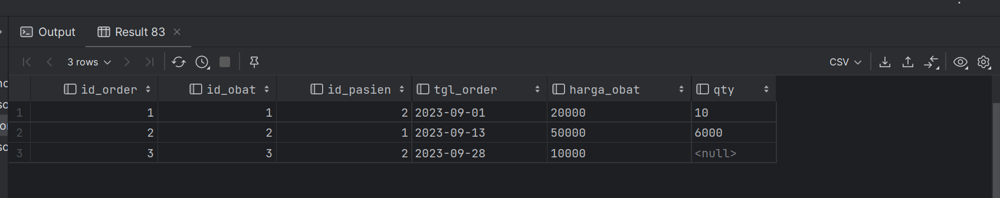 Output Result 83
3 rows CSV
id_order id_obat id_pasien tgl_order harga_obat qty
1 1 1 2 2023-09-01 20000 10
2 2 2 1 2023-09-13 50000 6000
3 3 3 2 2023-09-28 10000 <null>